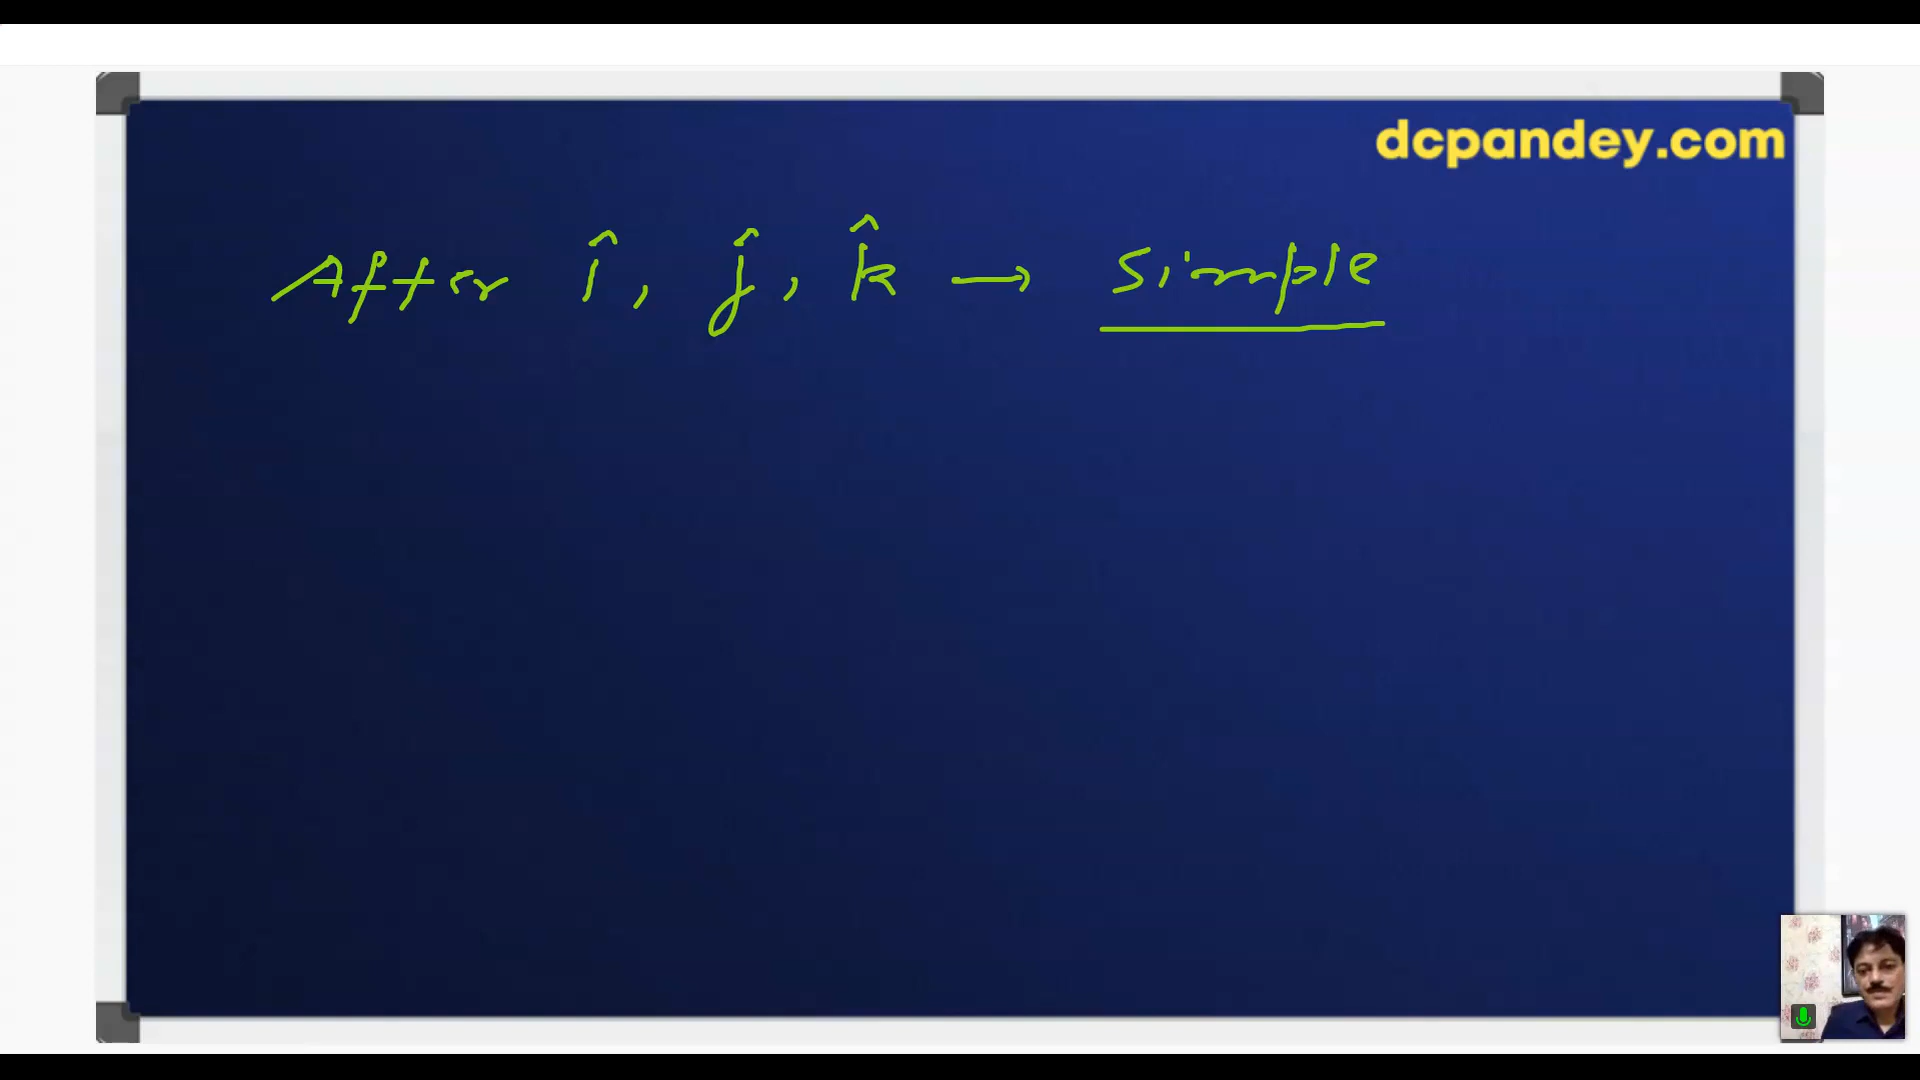 dcpandey.com
After î, ĵ, k̂ → Simple